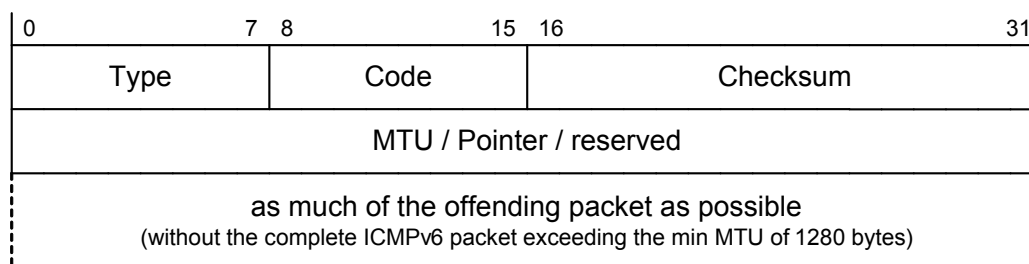 0 7 8 15 16 31
Type Code Checksum
MTU / Pointer / reserved
as much of the offending packet as possible
(without the complete ICMPv6 packet exceeding the min MTU of 1280 bytes)